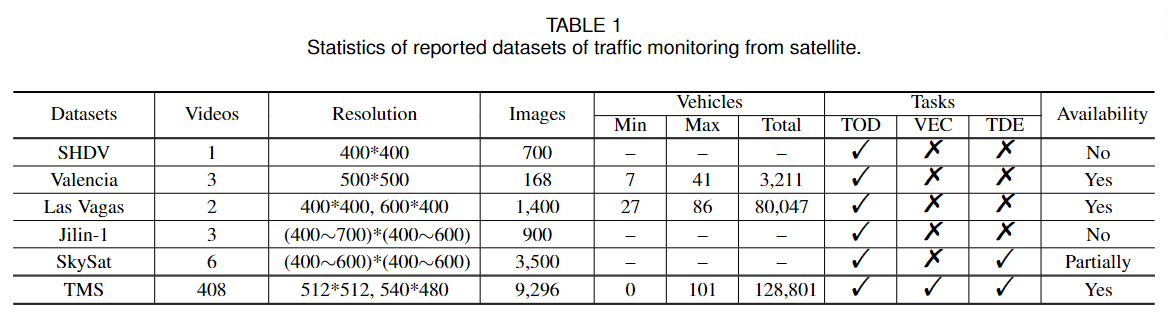 TABLE 1
Statistics of reported datasets of traffic monitoring from satellite.
Datasets Videos Resolution Images Vehicles Tasks Availability
Min Max Total TOD VEC TDE
SHDV 1 400*400 700 – – – ✓ ✗ ✗ No
Valencia 3 500*500 168 7 41 3,211 ✓ ✗ ✗ Yes
Las Vagas 2 400*400, 600*400 1,400 27 86 80,047 ✓ ✗ ✗ Yes
Jilin-1 3 (400∼700)*(400∼600) 900 – – – ✓ ✗ ✗ No
SkySat 6 (400∼600)*(400∼600) 3,500 – – – ✓ ✗ ✓ Partially
TMS 408 512*512, 540*480 9,296 0 101 128,801 ✓ ✓ ✓ Yes